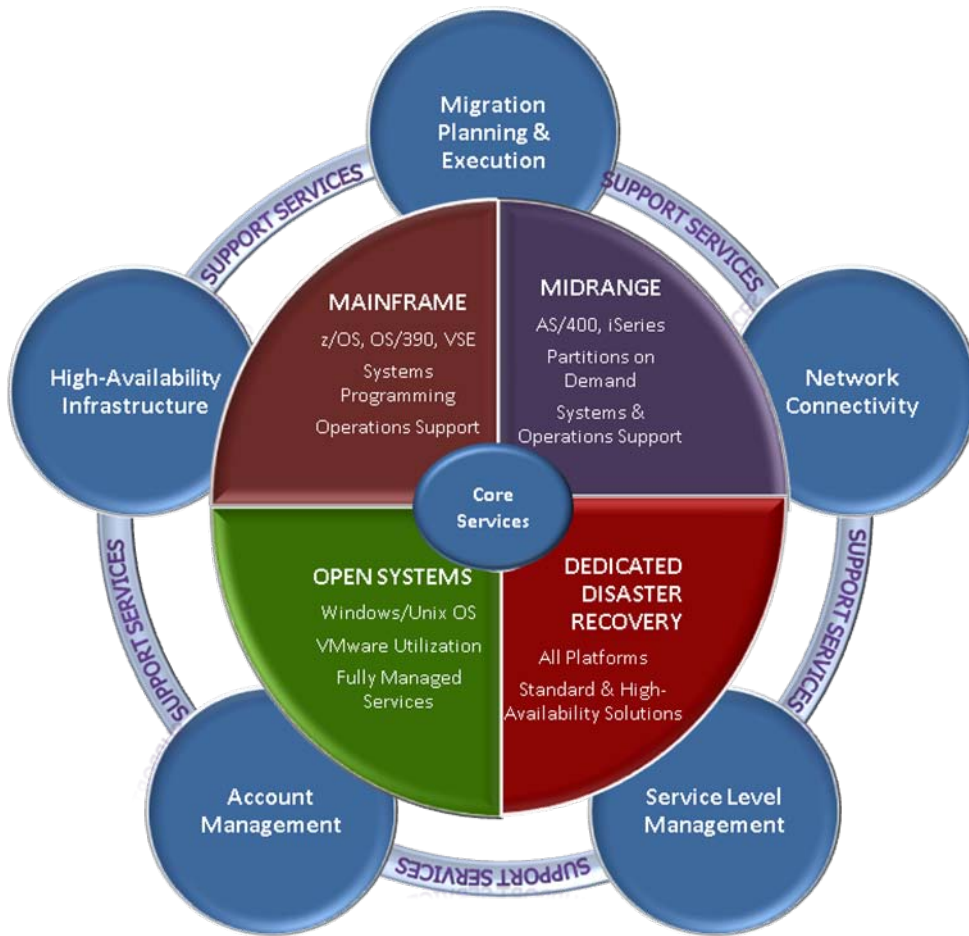 Migration
Planning &
Execution
SUPPORT SERVICES
SUPPORT SERVICES
High-Availability
Infrastructure
Network
Connectivity
MAINFRAME
z/OS, OS/390, VSE
Systems
Programming
Operations Support
MIDRANGE
AS/400, iSeries
Partitions on
Demand
Systems &
Operations Support
Core
Services
OPEN SYSTEMS
Windows/Unix OS
VMware Utilization
Fully Managed
Services
DEDICATED
DISASTER
RECOVERY
All Platforms
Standard & High-
Availability Solutions
SUPPORT SERVICES
SUPPORT SERVICES
Account
Management
Service Level
Management
SUPPORT SERVICES